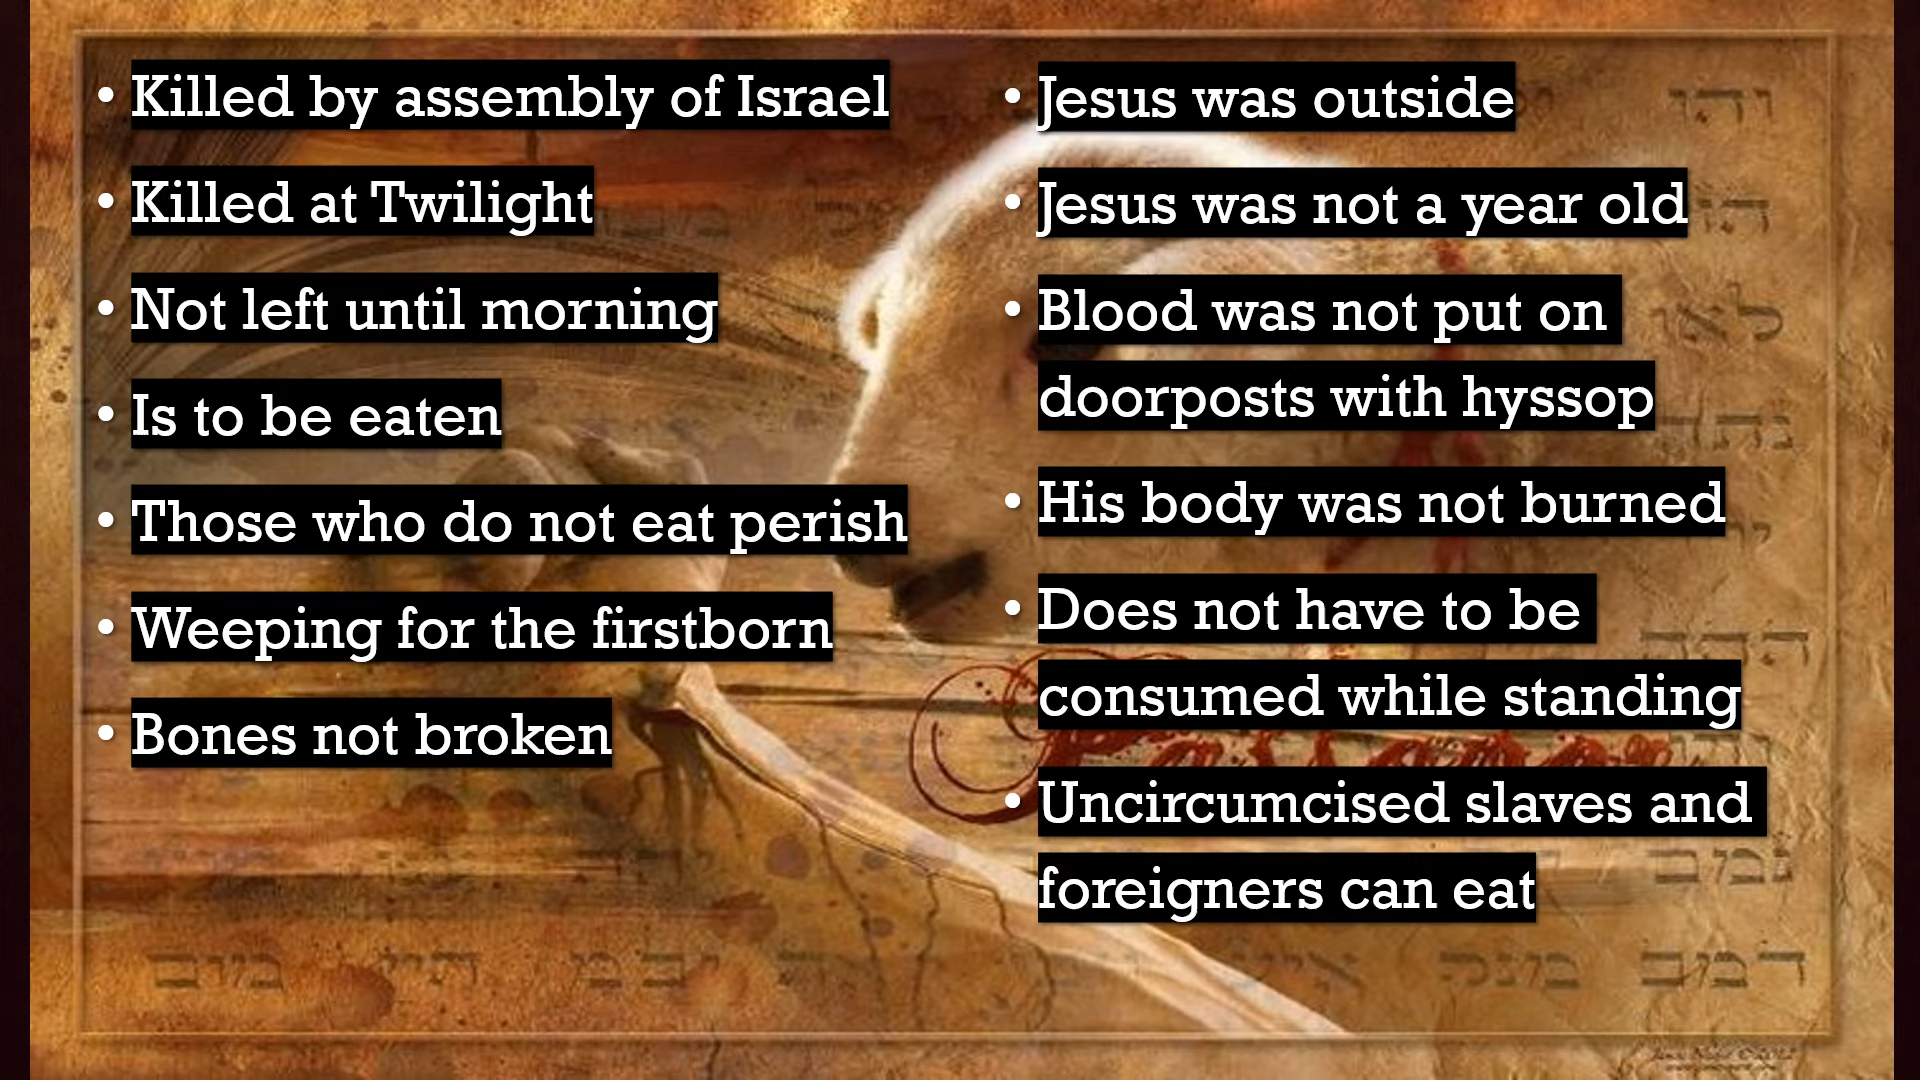 • Killed by assembly of Israel
• Killed at Twilight
• Not left until morning
• Is to be eaten
• Those who do not eat perish
• Weeping for the firstborn
• Bones not broken
• Jesus was outside
• Jesus was not a year old
• Blood was not put on
doorposts with hyssop
• His body was not burned
• Does not have to be
consumed while standing
• Uncircumcised slaves and
foreigners can eat